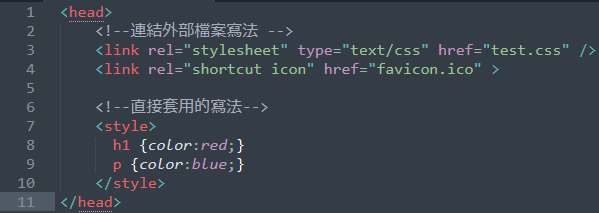 1 <head>
2 <!--連結外部檔案寫法 -->
3 <link rel="stylesheet" type="text/css" href="test.css" />
4 <link rel="shortcut icon" href="favicon.ico" >
5
6 <!--直接套用的寫法-->
7 <style>
8 h1 {color:red;}
9 p {color:blue;}
10 </style>
11 </head>